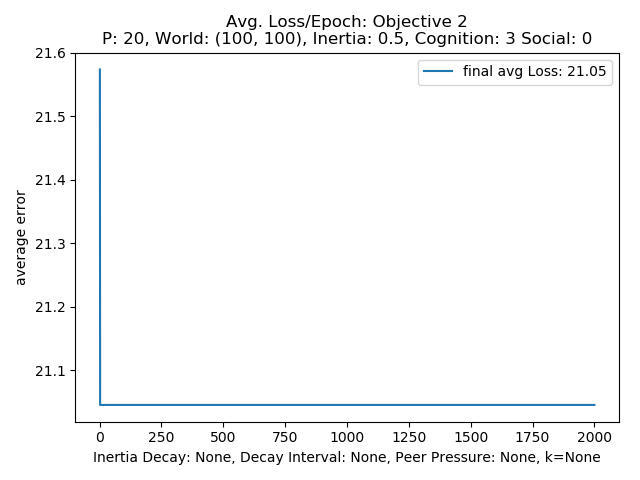 Avg. Loss/Epoch: Objective 2
P: 20, World: (100, 100), Inertia: 0.5, Cognition: 3 Social: 0
final avg Loss: 21.05
average error
21.6
21.5
21.4
21.3
21.2
21.1
0 250 500 750 1000 1250 1500 1750 2000
Inertia Decay: None, Decay Interval: None, Peer Pressure: None, k=None